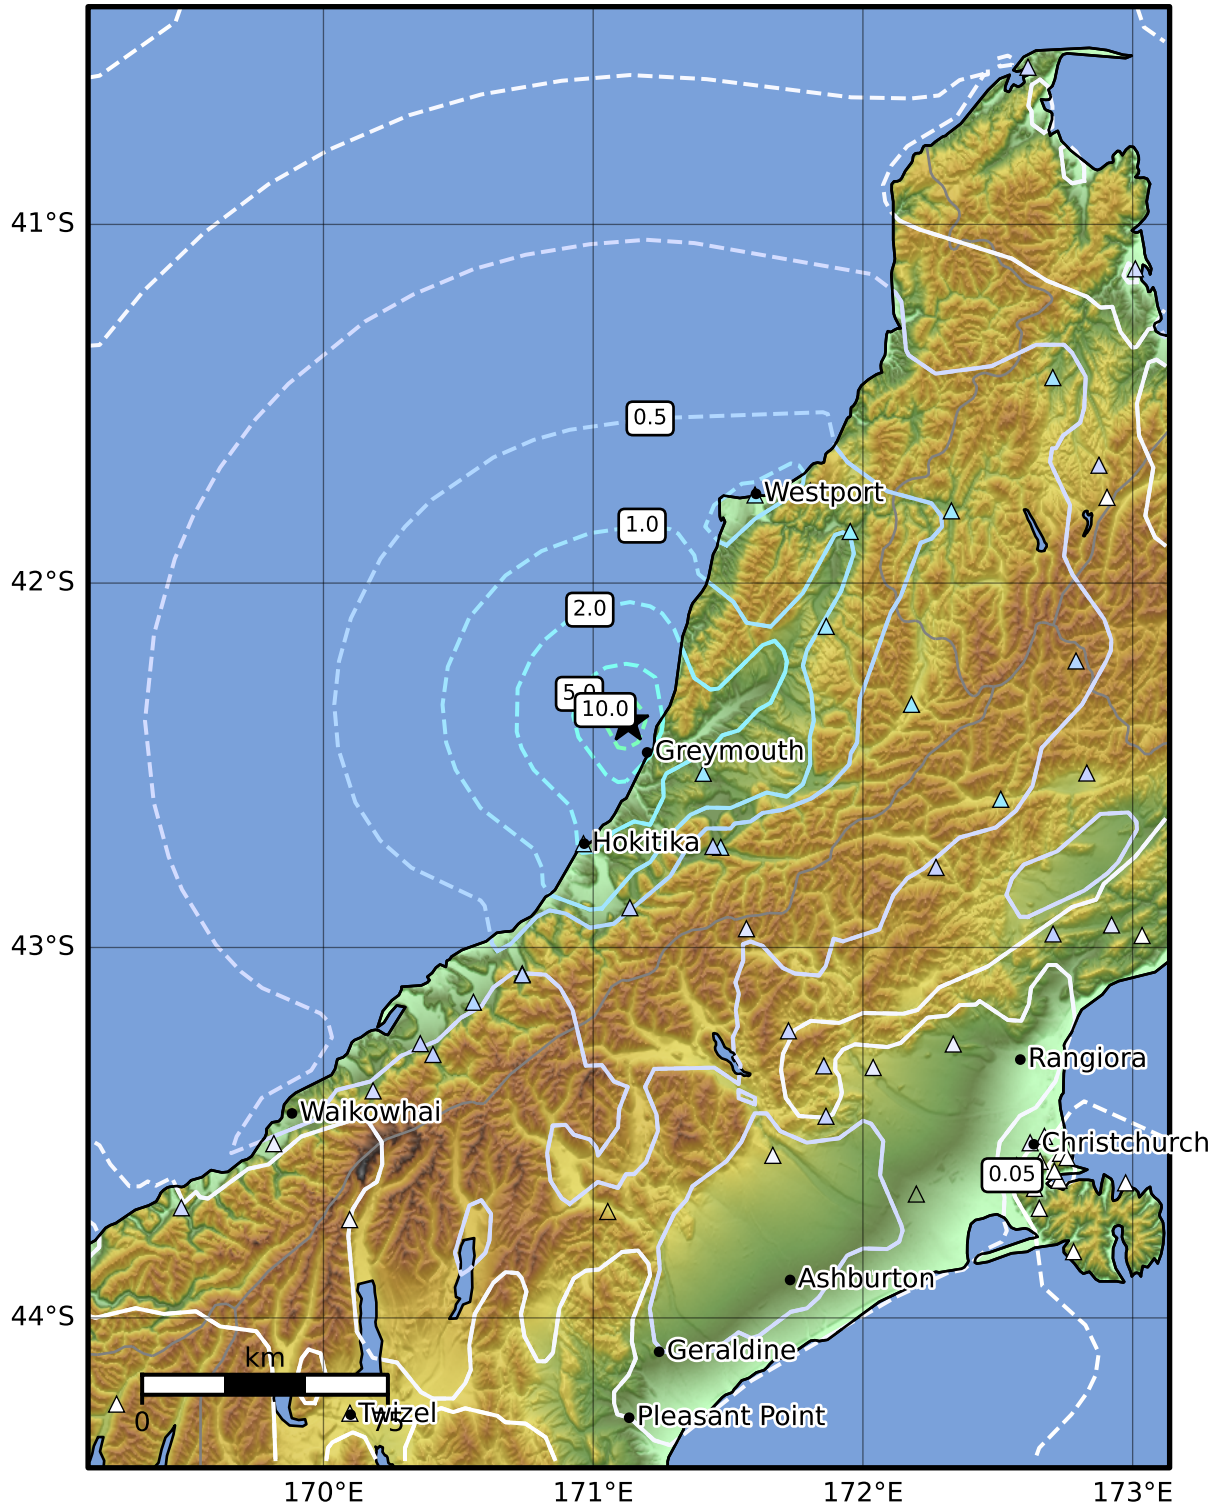 41°S
0.5
Westport
1.0
42°S
2.0
5.0
10.0
Greymouth
Hokitika
43°S
Rangiora
Waikowhai
Christchurch
0.05
Ashburton
44°S
Geraldine
km
0
75
Twizel
Pleasant Point
170°E
171°E
172°E
173°E